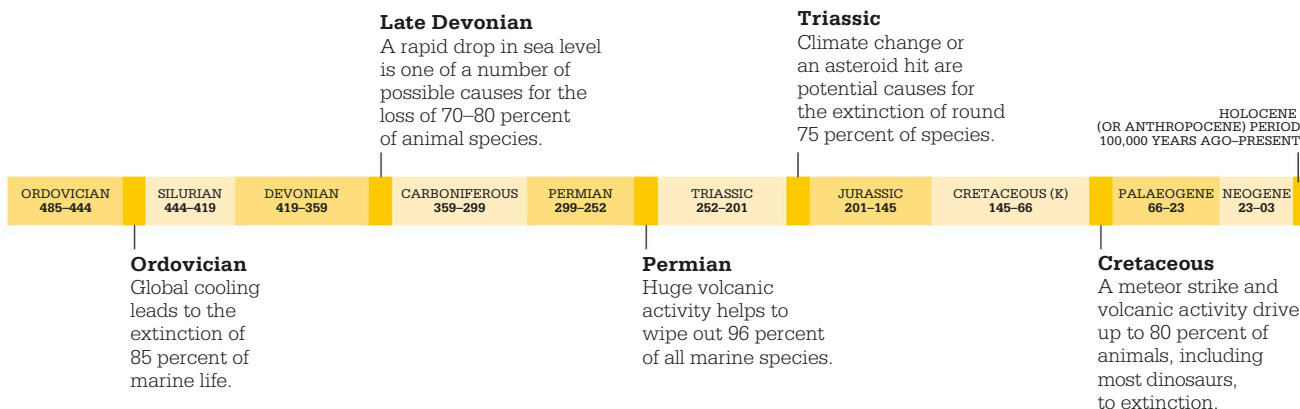 Late Devonian
A rapid drop in sea level
is one of a number of
possible causes for the
loss of 70–80 percent
of animal species.
Triassic
Climate change or
an asteroid hit are
potential causes for
the extinction of round
75 percent of species.
HOLOCENE
(OR ANTHROPOCENE) PERIOD
100,000 YEARS AGO–PRESENT
ORDOVICIAN
485–444
SILURIAN
444–419
DEVONIAN
419–359
CARBONIFEROUS
359–299
PERMIAN
299–252
TRIASSIC
252–201
JURASSIC
201–145
CRETACEOUS (K)
145–66
PALAEOGENE
66–23
NEOGENE
23–03
Ordovician
Global cooling
leads to the
extinction of
85 percent of
marine life.
Permian
Huge volcanic
activity helps to
wipe out 96 percent
of all marine species.
Cretaceous
A meteor strike and
volcanic activity drive
up to 80 percent of
animals, including
most dinosaurs,
to extinction.